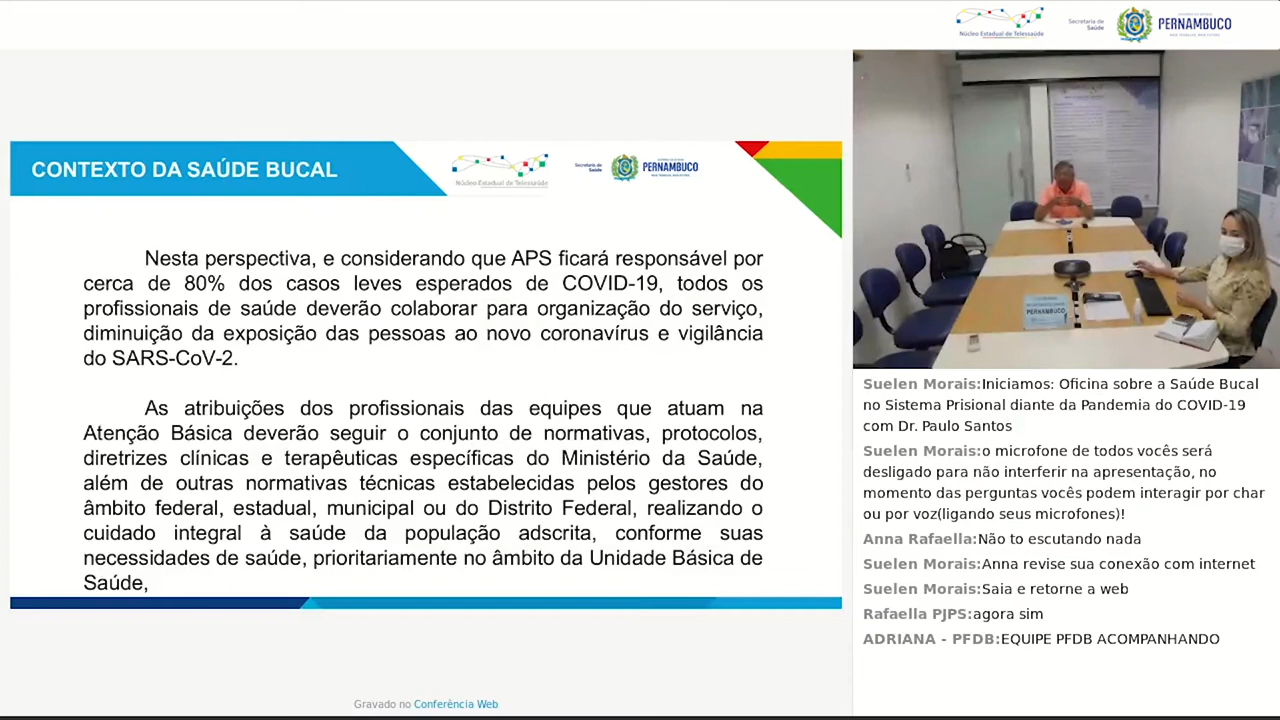 Núcleo Estadual de Telessaúde
Secretaria de
Saúde
PERNAMBUCO
CONTEXTO DA SAÚDE BUCAL
Núcleo Estadual de Telessaúde
Secretaria de
Saúde
PERNAMBUCO
Nesta perspectiva, e considerando que APS ficará responsável por
cerca de 80% dos casos leves esperados de COVID-19, todos os
profissionais de saúde deverão colaborar para organização do serviço,
diminuição da exposição das pessoas ao novo coronavírus e vigilância
do SARS-CoV-2.
As atribuições dos profissionais das equipes que atuam na
Atenção Básica deverão seguir o conjunto de normativas, protocolos,
diretrizes clínicas e terapêuticas específicas do Ministério da Saúde,
além de outras normativas técnicas estabelecidas pelos gestores do
âmbito federal, estadual, municipal ou do Distrito Federal, realizando o
cuidado integral à saúde da população adscrita, conforme suas
necessidades de saúde, prioritariamente no âmbito da Unidade Básica de
Saúde,
Gravado no Conferência Web
PERNAMBUCO
Suelen Morais:Iniciamos: Oficina sobre a Saúde Bucal
no Sistema Prisional diante da Pandemia do COVID-19
com Dr. Paulo Santos
Suelen Morais:o microfone de todos vocês será
desligado para não interferir na apresentação, no
momento das perguntas vocês podem interagir por char
ou por voz(ligando seus microfones)!
Anna Rafaella:Não to escutando nada
Suelen Morais:Anna revise sua conexão com internet
Suelen Morais:Saia e retorne a web
Rafaella PJPS:agora sim
ADRIANA - PFDB:EQUIPE PFDB ACOMPANHANDO